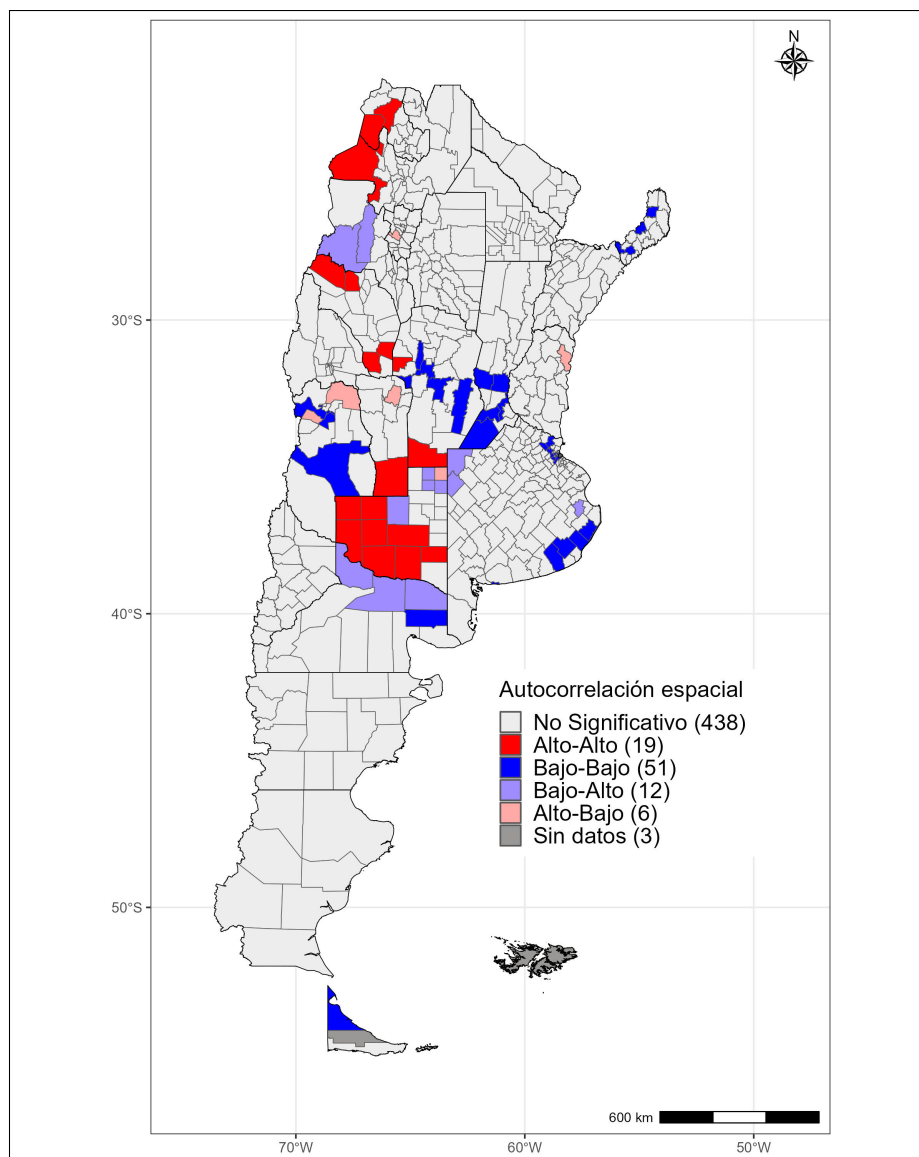 N
30°S
40°S
Autocorrelación espacial
No Significativo (438)
Alto-Alto (19)
Bajo-Bajo (51)
Bajo-Alto (12)
Alto-Bajo (6)
Sin datos (3)
50°S
600 km
70°W
60°W
50°W